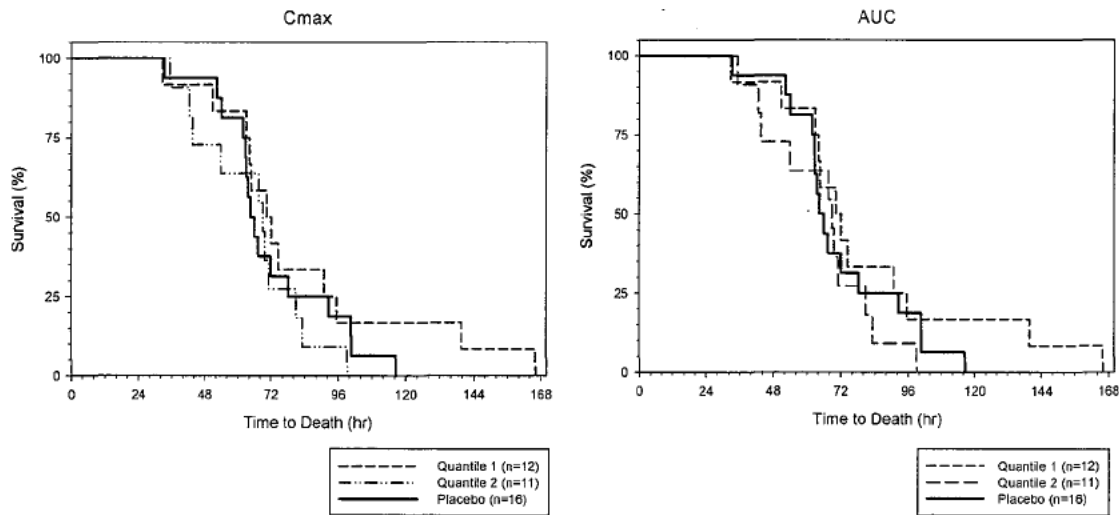 Cmax
Survival (%)
100
75
50
25
0
0 24 48 72 96 120 144 168
Time to Death (hr)
Quantile 1 (n=12)
Quantile 2 (n=11)
Placebo (n=16)
AUC
Survival (%)
100
75
50
25
0
0 24 48 72 96 120 144 168
Time to Death (hr)
Quantile 1 (n=12)
Quantile 2 (n=11)
Placebo (n=16)